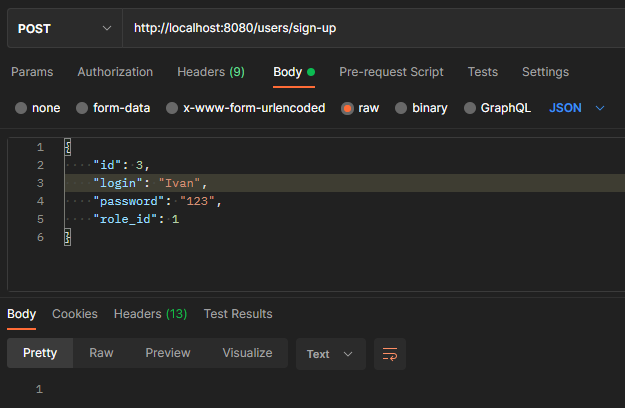 POST http://localhost:8080/users/sign-up
Params Authorization Headers (9) Body Pre-request Script Tests Settings
none form-data x-www-form-urlencoded raw binary GraphQL JSON
1 {
2 "id": 3,
3 "login": "Ivan",
4 "password": "123",
5 "role_id": 1
6 }
Body Cookies Headers (13) Test Results
Pretty Raw Preview Visualize Text
1